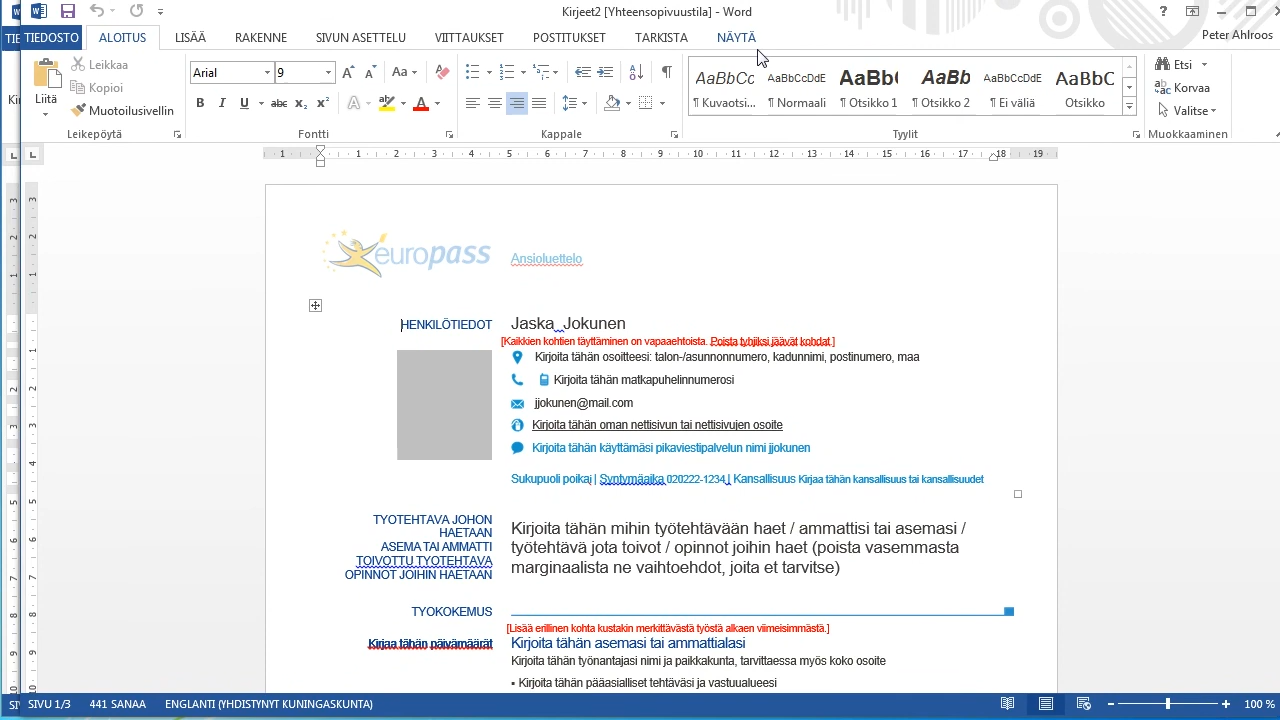 Kirjeet2 [Yhteensopivuustila] - Word
TIEDOSTO ALOITUS LISÄÄ RAKENNE SIVUN ASETTELU VIITTAUKSET POSTITUKSET TARKISTA NÄYTÄ Peter Ahlroos
Leikkaa
Kopioi
Muotoilusivellin
Liitä
Leikepöytä
Arial 9
Fontti
Kappale
AaBbCc AaBbCcDdE AaBb( AaBb AaBbCcDdE AaBbC
¶ Kuvaotsi... ¶ Normaali ¶ Otsikko 1 ¶ Otsikko 2 ¶ Ei väliä Otsikko
Tyylit
Etsi
Korvaa
Valitse
Muokkaaminen
europass Ansioluettelo
HENKILÖTIEDOT Jaska Jokunen
[Kaikkien kohtien täyttäminen on vapaaehtoista. Poista tyhjiksi jäävät kohdat.]
Kirjoita tähän osoitteesi: talon-/asunnonnumero, kadunnimi, postinumero, maa
Kirjoita tähän matkapuhelinnumerosi
jjokunen@mail.com
Kirjoita tähän oman nettisivun tai nettisivujen osoite
Kirjoita tähän käyttämäsi pikaviestipalvelun nimi jjokunen
Sukupuoli poikaj | Syntymäaika 020222-1234 | Kansallisuus Kirjaa tähän kansallisuus tai kansallisuudet
TYÖTEHTÄVÄ JOHON
HAETAAN
ASEMA TAI AMMATTI
TOIVOTTU TYÖTEHTÄVÄ
OPINNOT JOIHIN HAETAAN
Kirjoita tähän mihin työtehtävään haet / ammattisi tai asemasi /
työtehtävä jota toivot / opinnot joihin haet (poista vasemmasta
marginaalista ne vaihtoehdot, joita et tarvitse)
TYÖKOKEMUS
[Lisää erillinen kohta kustakin merkittävästä työstä alkaen viimeisimmästä.]
Kirjaa tähän päivämäärät Kirjoita tähän asemasi tai ammattialasi
Kirjoita tähän työnantajasi nimi ja paikkakunta, tarvittaessa myös koko osoite
▪ Kirjoita tähän pääasialliset tehtäväsi ja vastuualueesi
SIVU 1/3 441 SANAA ENGLANTI (YHDISTYNYT KUNINGASKUNTA) 100 %